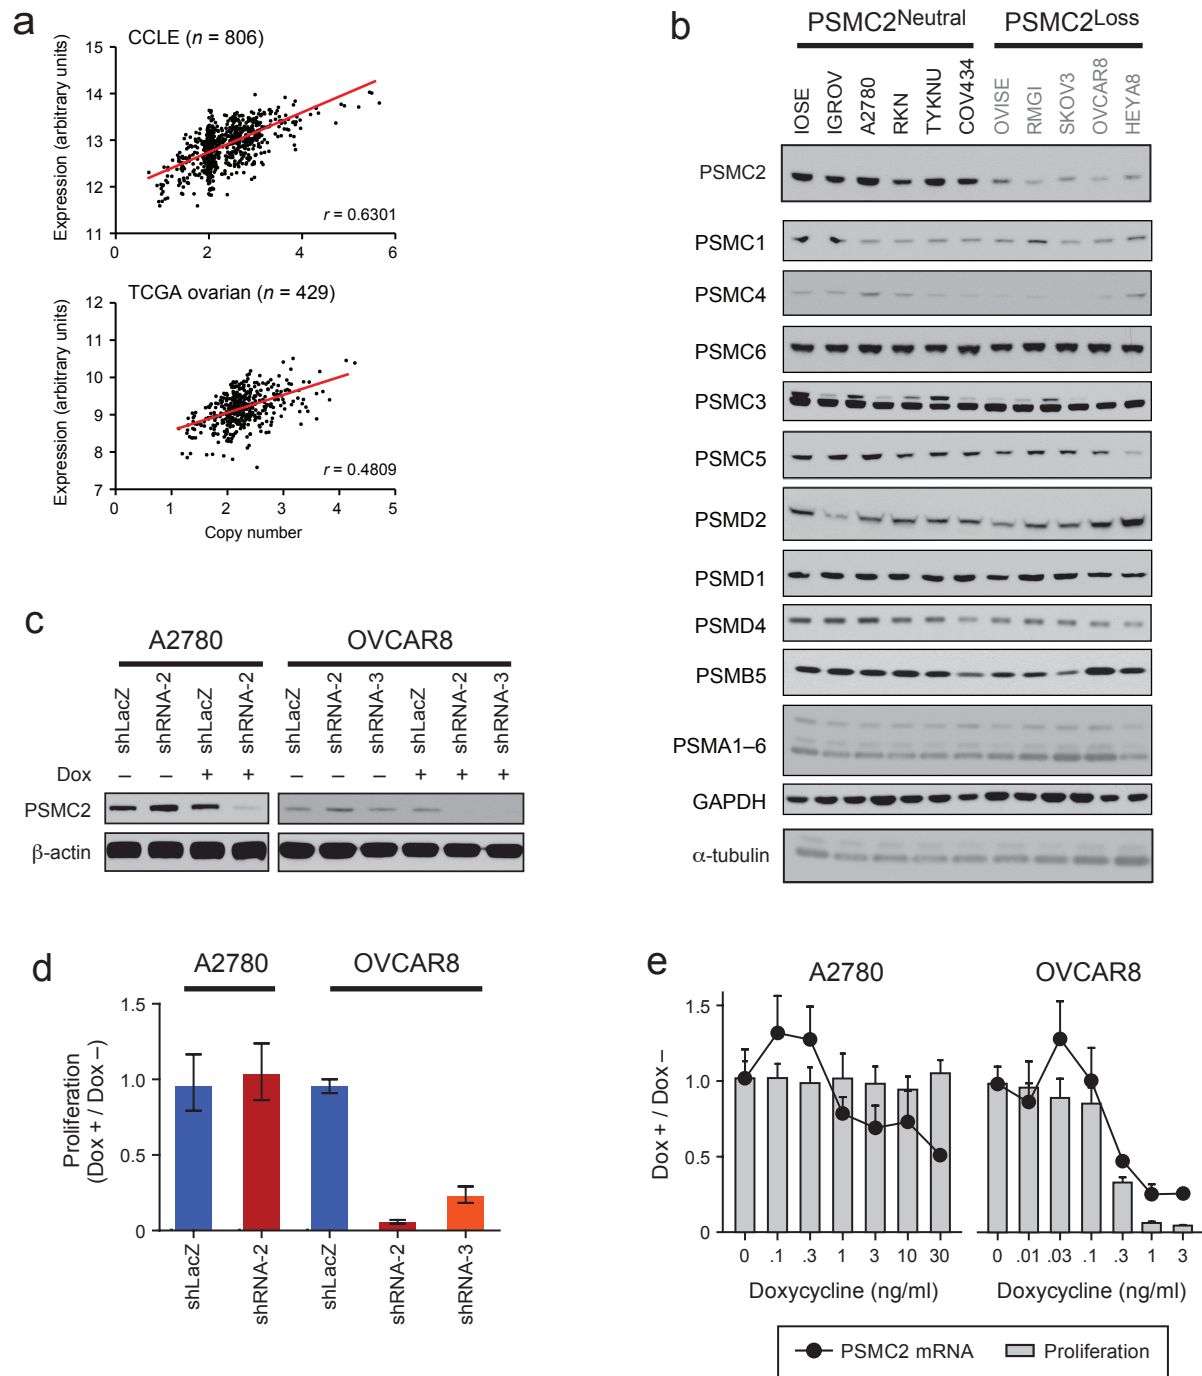 a
CCLE (n = 806)
Expression (arbitrary units)
15
14
13
12
11
0
2
4
6
r = 0.6301
TCGA ovarian (n = 429)
Expression (arbitrary units)
12
11
10
9
8
7
0
1
2
3
4
5
r = 0.4809
Copy number
b
PSMC2Neutral
PSMC2Loss
IOSE
IGROV
A2780
RKN
TYKNU
COV434
OVISE
RMGI
SKOV3
OVCAR8
HEYA8
PSMC2
PSMC1
PSMC4
PSMC6
PSMC3
PSMC5
PSMD2
PSMD1
PSMD4
PSMB5
PSMA1–6
GAPDH
α-tubulin
c
A2780
OVCAR8
shLacZ
shRNA-2
shLacZ
shRNA-2
shLacZ
shRNA-2
shRNA-3
shLacZ
shRNA-2
shRNA-3
Dox – – + + – – – + + +
PSMC2
β-actin
d
A2780
OVCAR8
Proliferation
(Dox + / Dox –)
1.5
1.0
0.5
0
shLacZ
shRNA-2
shLacZ
shRNA-2
shRNA-3
e
A2780
OVCAR8
Dox + / Dox –
1.5
1.0
0.5
0
0 .1 .3 1 3 10 30
0 .01 .03 .1 .3 1 3
Doxycycline (ng/ml)
Doxycycline (ng/ml)
PSMC2 mRNA
Proliferation